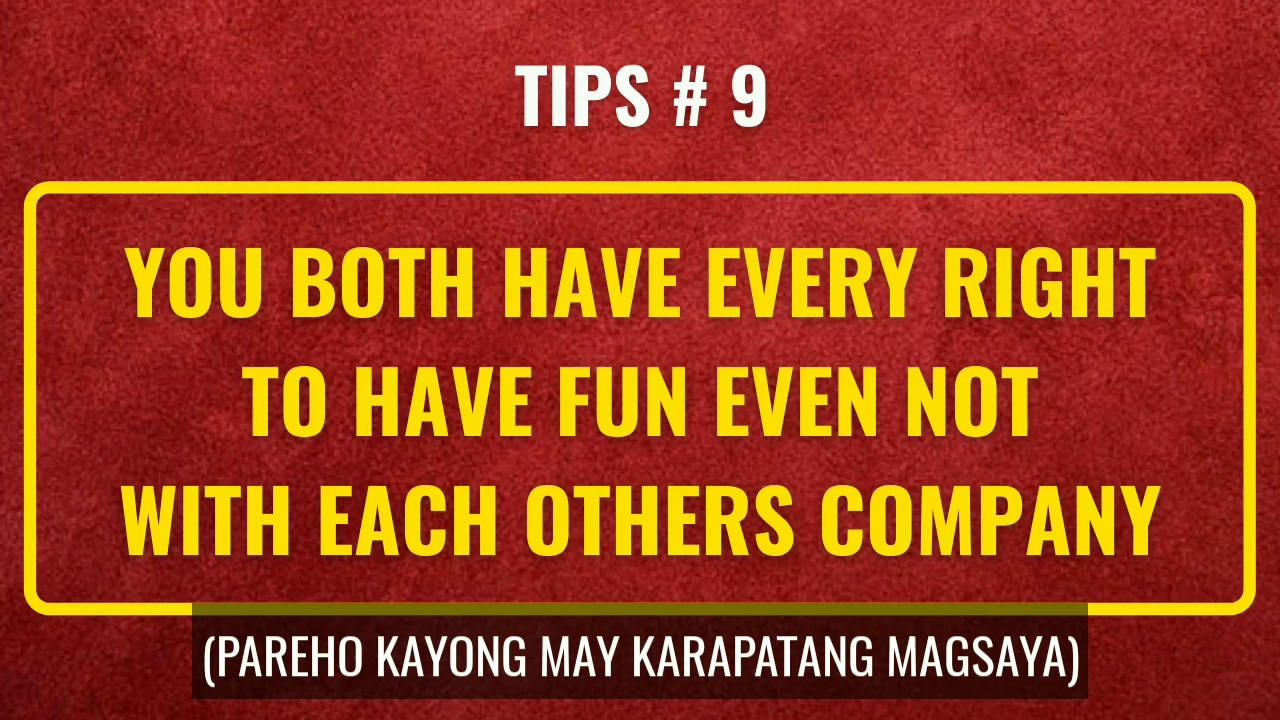 TIPS # 9
YOU BOTH HAVE EVERY RIGHT
TO HAVE FUN EVEN NOT
WITH EACH OTHERS COMPANY
(PAREHO KAYONG MAY KARAPATANG MAGSAYA)